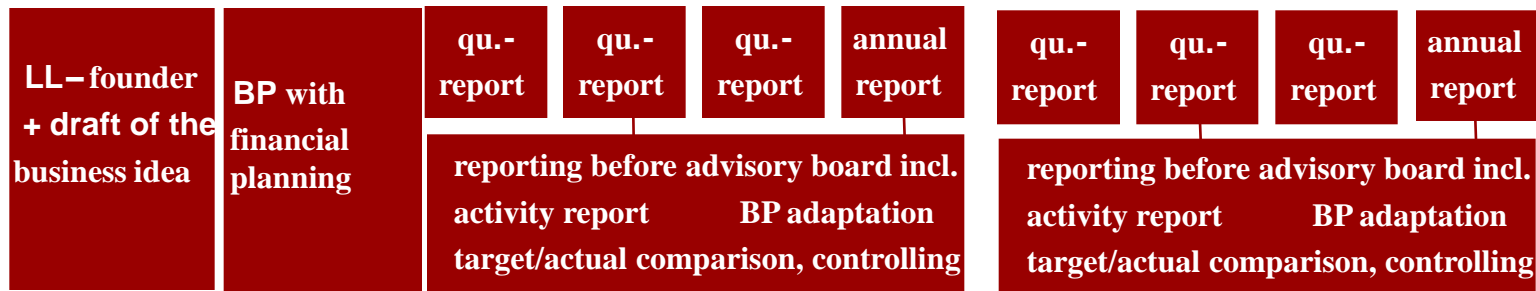 LL– founder
+ draft of the
business idea
BP with
financial
planning
qu.-
report
qu.-
report
qu.-
report
annual
report
reporting before advisory board incl.
activity report BP adaptation
target/actual comparison, controlling
qu.-
report
qu.-
report
qu.-
report
annual
report
reporting before advisory board incl.
activity report BP adaptation
target/actual comparison, controlling